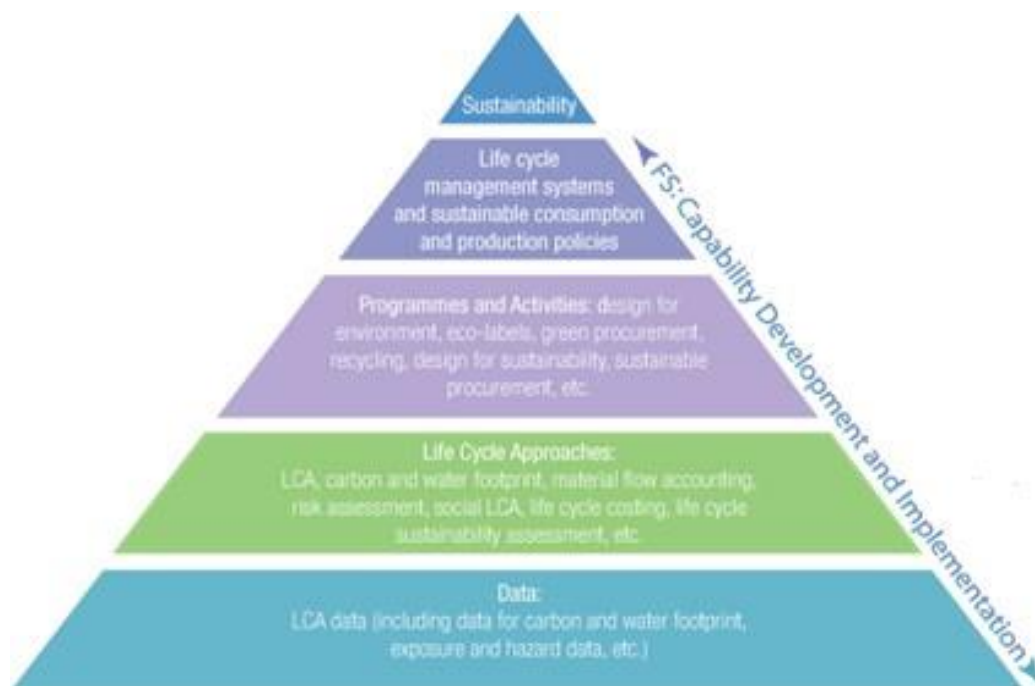 Sustainability
Life cycle
management systems
and sustainable consumption
and production policies
Programmes and Activities: design for
environment, eco-labels, green procurement,
recycling, design for sustainability, sustainable
procurement, etc.
Life Cycle Approaches:
LCA, carbon and water footprint, material flow accounting,
risk assessment, social LCA, life cycle costing, life cycle
sustainability assessment, etc.
Data:
LCA data (including data for carbon and water footprint,
exposure and hazard data, etc.)
FS: Capability Development and Implementation